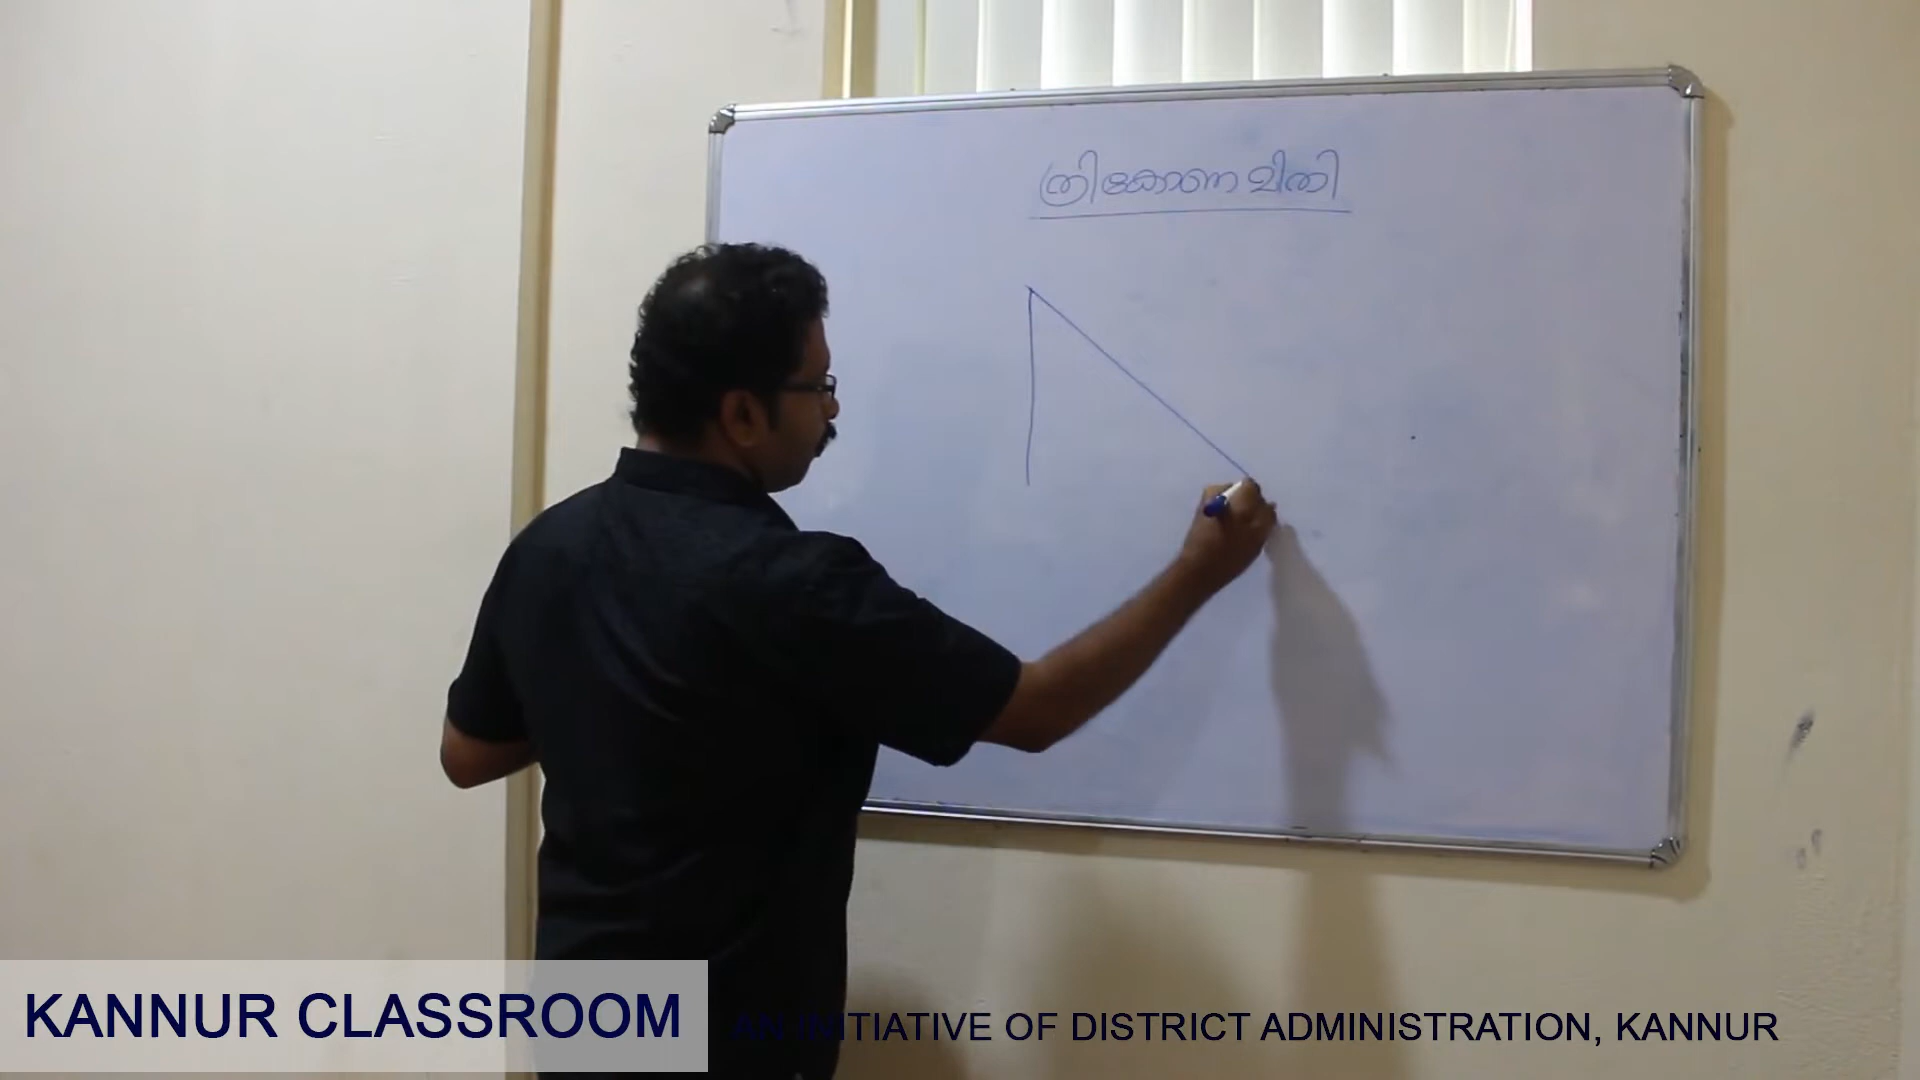 ത്രികോണമിതി
KANNUR CLASSROOM
AN INITIATIVE OF DISTRICT ADMINISTRATION, KANNUR